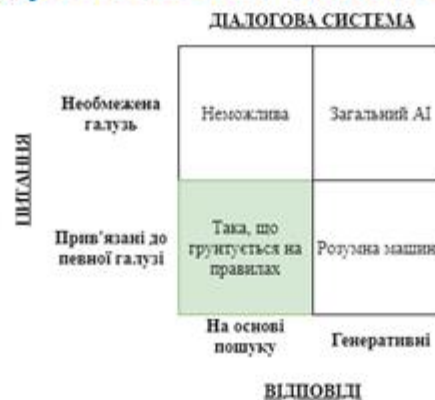 ДІАЛОГОВА СИСТЕМА
Необмежена
галузь
Неможлива
Загальний AI
ПИТАННЯ
Прив'язані до
певної галузі
Така, що
грунтується на
правилах
Розумна машин
На основі
пошуку
Генеративні
ВІДПОВІДІ